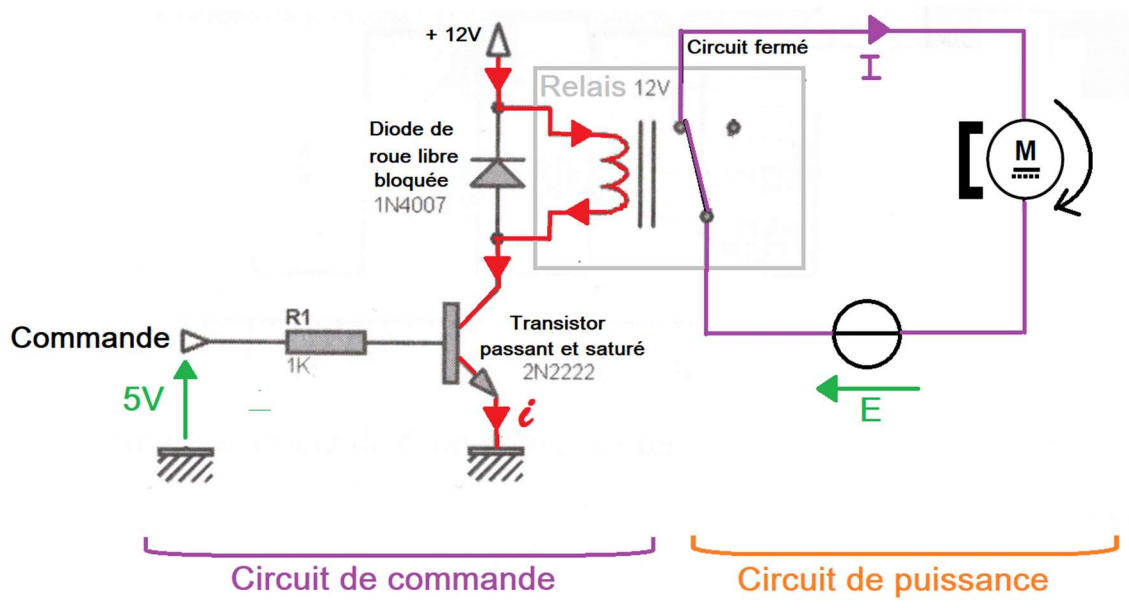 + 12V
Circuit fermé
I
Relais 12V
Diode de
roue libre
bloquée
1N4007
M
R1
Commande
1K
Transistor
passant et saturé
2N2222
5V
i
E
Circuit de commande
Circuit de puissance